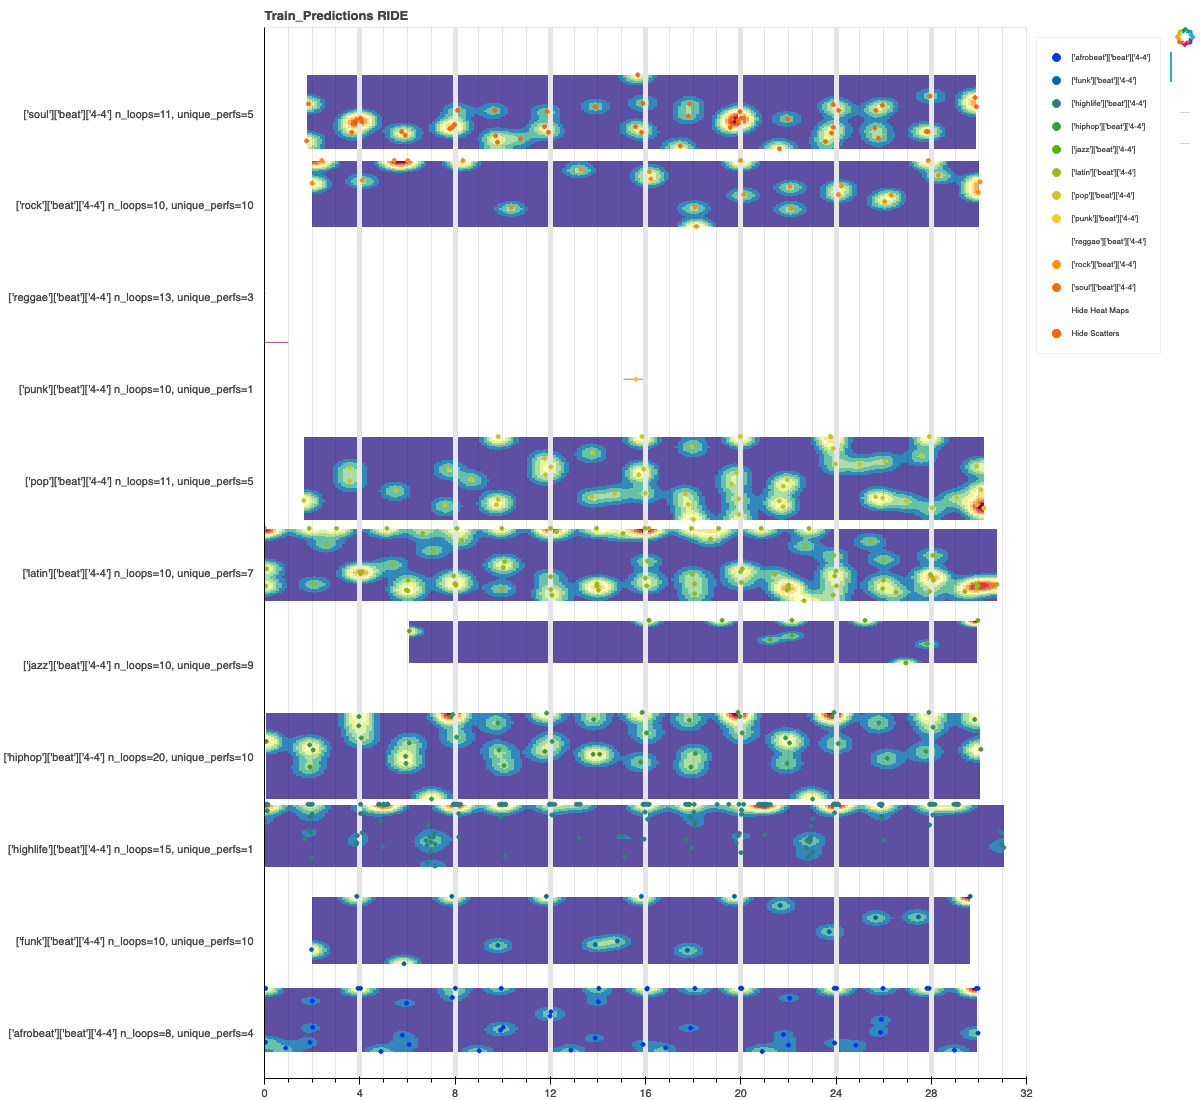 Train_Predictions RIDE
['soul']['beat']['4-4'] n_loops=11, unique_perfs=5
['rock']['beat']['4-4'] n_loops=10, unique_perfs=10
['reggae']['beat']['4-4'] n_loops=13, unique_perfs=3
['punk']['beat']['4-4'] n_loops=10, unique_perfs=1
['pop']['beat']['4-4'] n_loops=11, unique_perfs=5
['latin']['beat']['4-4'] n_loops=10, unique_perfs=7
['jazz']['beat']['4-4'] n_loops=10, unique_perfs=9
['hiphop']['beat']['4-4'] n_loops=20, unique_perfs=10
['highlife']['beat']['4-4'] n_loops=15, unique_perfs=1
['funk']['beat']['4-4'] n_loops=10, unique_perfs=10
['afrobeat']['beat']['4-4'] n_loops=8, unique_perfs=4
0 4 8 12 16 20 24 28 32
['afrobeat']['beat']['4-4']
['funk']['beat']['4-4']
['highlife']['beat']['4-4']
['hiphop']['beat']['4-4']
['jazz']['beat']['4-4']
['latin']['beat']['4-4']
['pop']['beat']['4-4']
['punk']['beat']['4-4']
['reggae']['beat']['4-4']
['rock']['beat']['4-4']
['soul']['beat']['4-4']
Hide Heat Maps
Hide Scatters